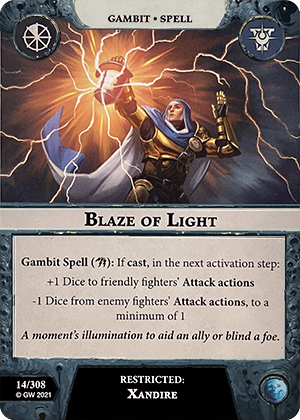 GAMBIT • SPELL
BLAZE OF LIGHT
Gambit Spell (): If cast, in the next activation step:
+1 Dice to friendly fighters' Attack actions
-1 Dice from enemy fighters' Attack actions, to a
minimum of 1
A moment's illumination to aid an ally or blind a foe.
14/308
© GW 2021
RESTRICTED:
XANDIRE